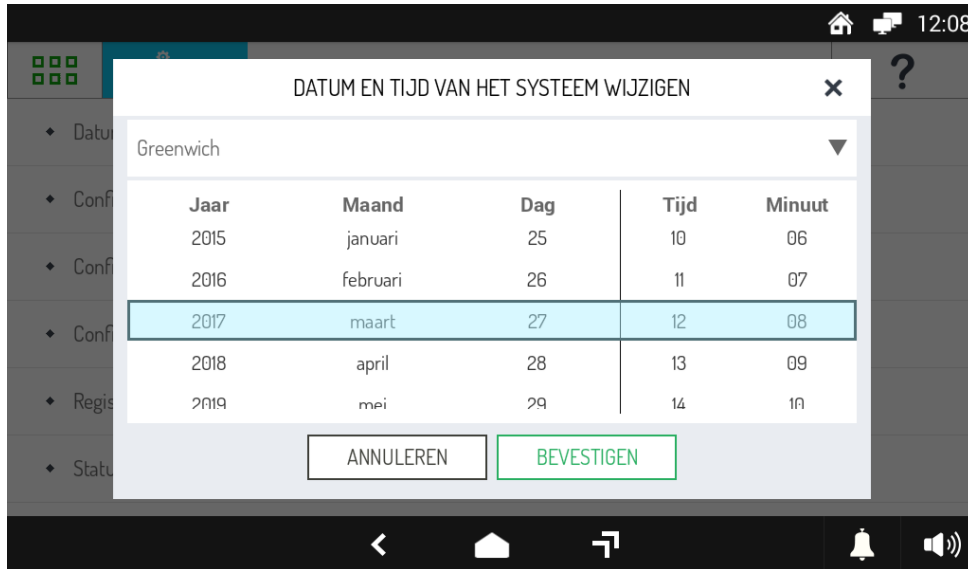 12:08
?
DATUM EN TIJD VAN HET SYSTEEM WIJZIGEN
Greenwich
Jaar Maand Dag Tijd Minuut
2015 januari 25 10 06
2016 februari 26 11 07
2017 maart 27 12 08
2018 april 28 13 09
2019 mei 29 14 10
ANNULEREN BEVESTIGEN